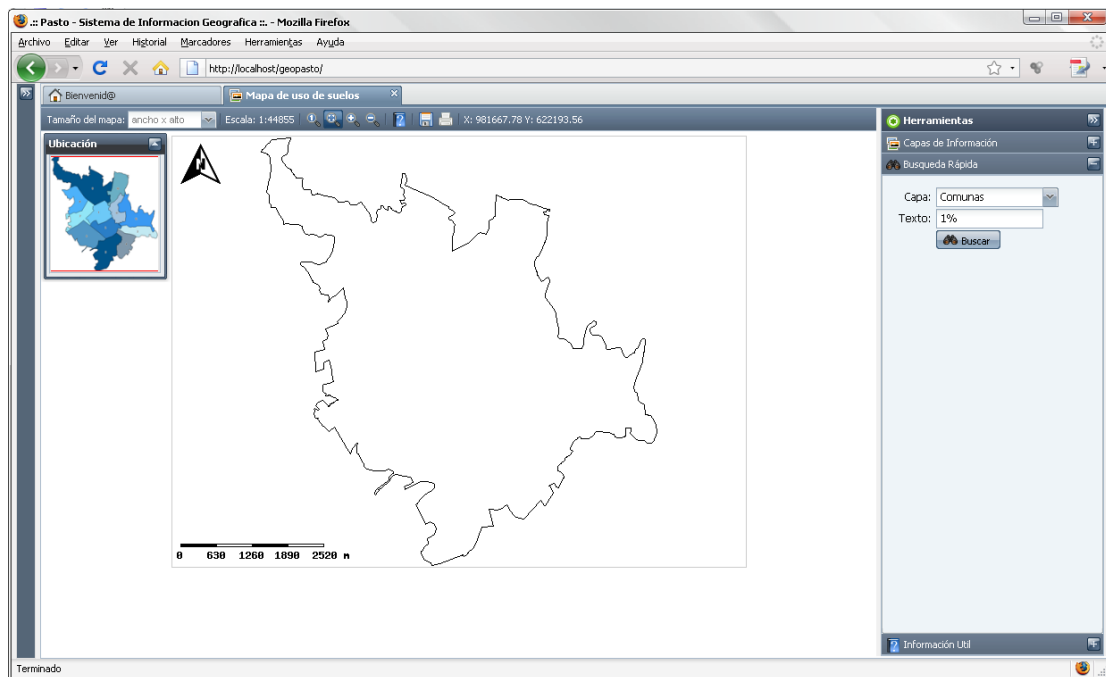 .:: Pasto - Sistema de Informacion Geografica ::. - Mozilla Firefox
Archivo Editar Ver Historial Marcadores Herramientas Ayuda
http://localhost/geopasto/
Bienvenid@ Mapa de uso de suelos
Tamaño del mapa: ancho x alto Escala: 1:44855 X: 981667.78 Y: 622193.56
Ubicación
N
0 630 1260 1890 2520 m
Herramientas
Capas de Información
Busqueda Rápida
Capa: Comunas
Texto: 1%
Buscar
Información Util
Terminado